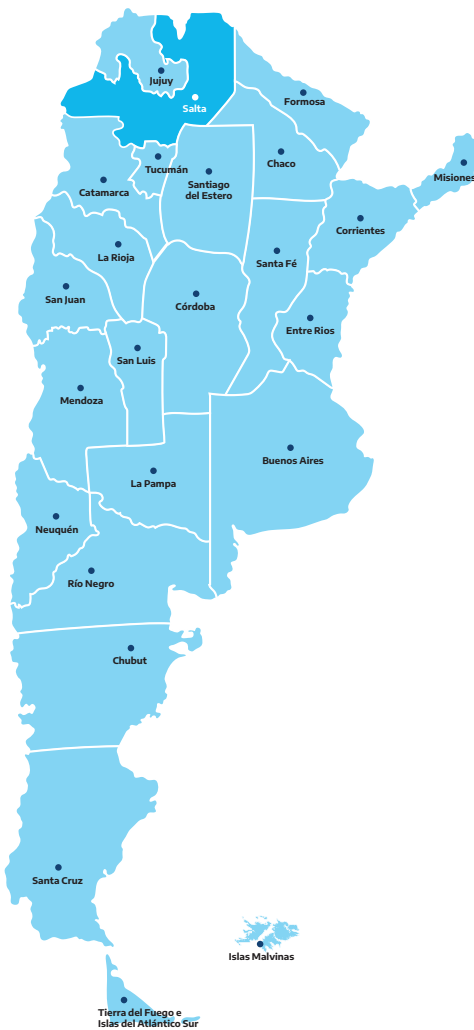 Jujuy
Salta
Formosa
Tucumán
Chaco
Misiones
Catamarca
Santiago
del Estero
Corrientes
La Rioja
Santa Fé
San Juan
Córdoba
Entre Rios
San Luis
Mendoza
Buenos Aires
La Pampa
Neuquén
Río Negro
Chubut
Santa Cruz
Islas Malvinas
Tierra del Fuego e
Islas del Atlántico Sur